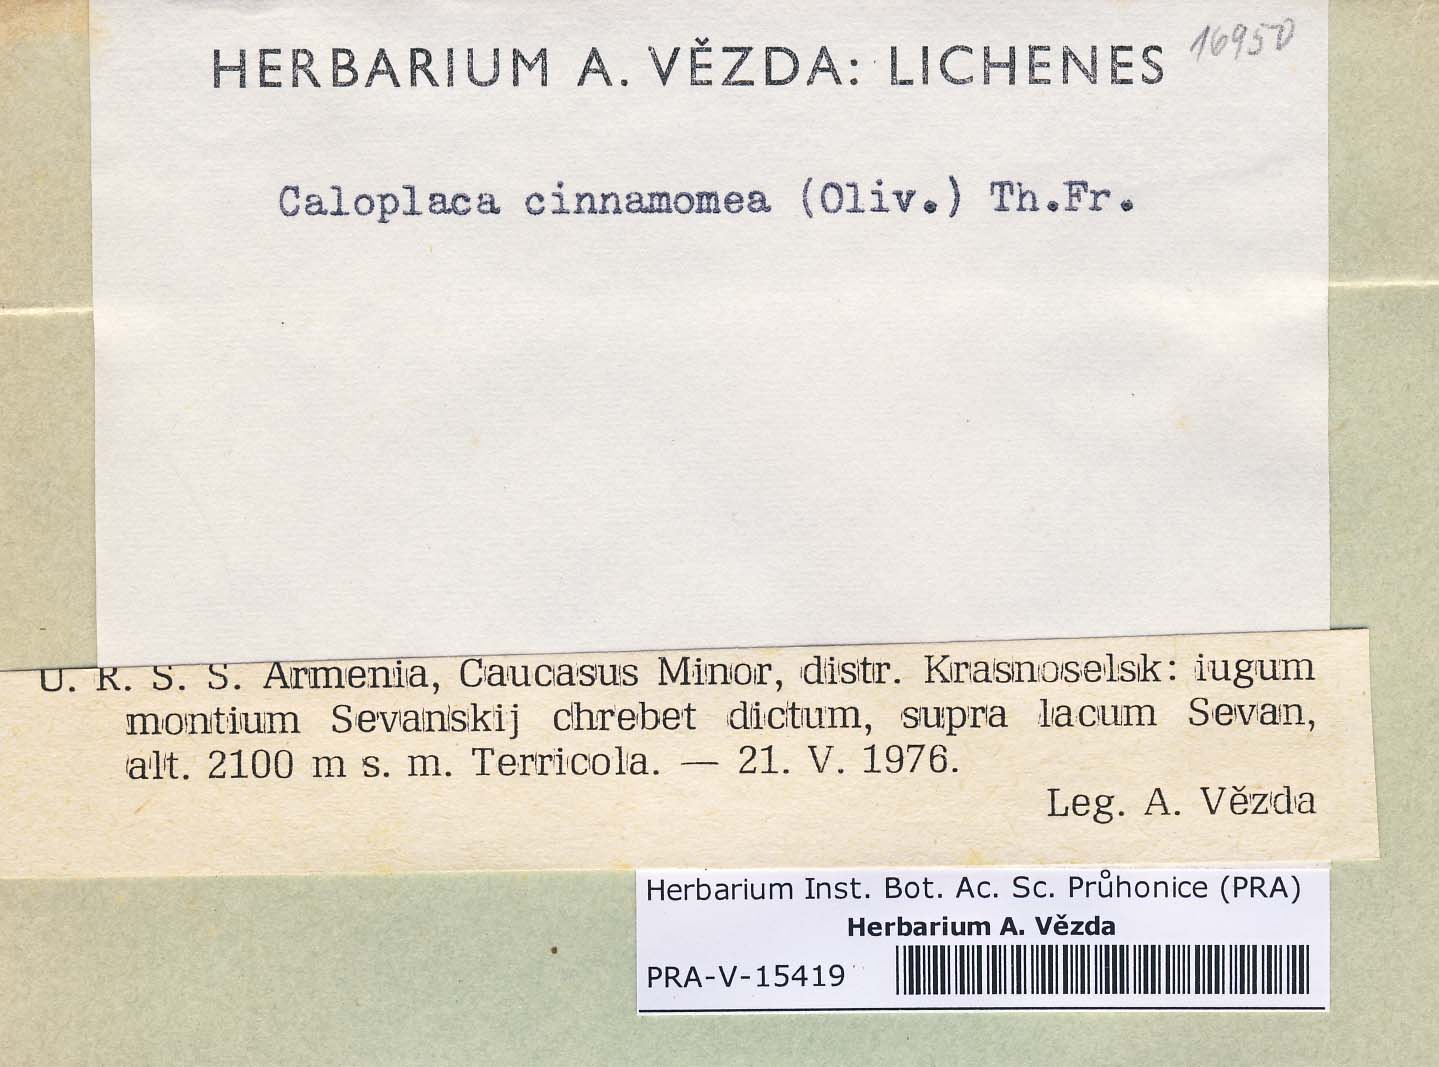 HERBARIUM A. VĚZDA: LICHENES
16950
Caloplaca cinnamomea (Oliv.) Th.Fr.
U. R. S. S. Armenia, Caucasus Minor, distr. Krasnoselsk: iugum
montium Sevanskij chrebet dictum, supra lacum Sevan,
alt. 2100 m s. m. Terricola. — 21. V. 1976.
Leg. A. Vězda
Herbarium Inst. Bot. Ac. Sc. Průhonice (PRA)
Herbarium A. Vězda
PRA-V-15419